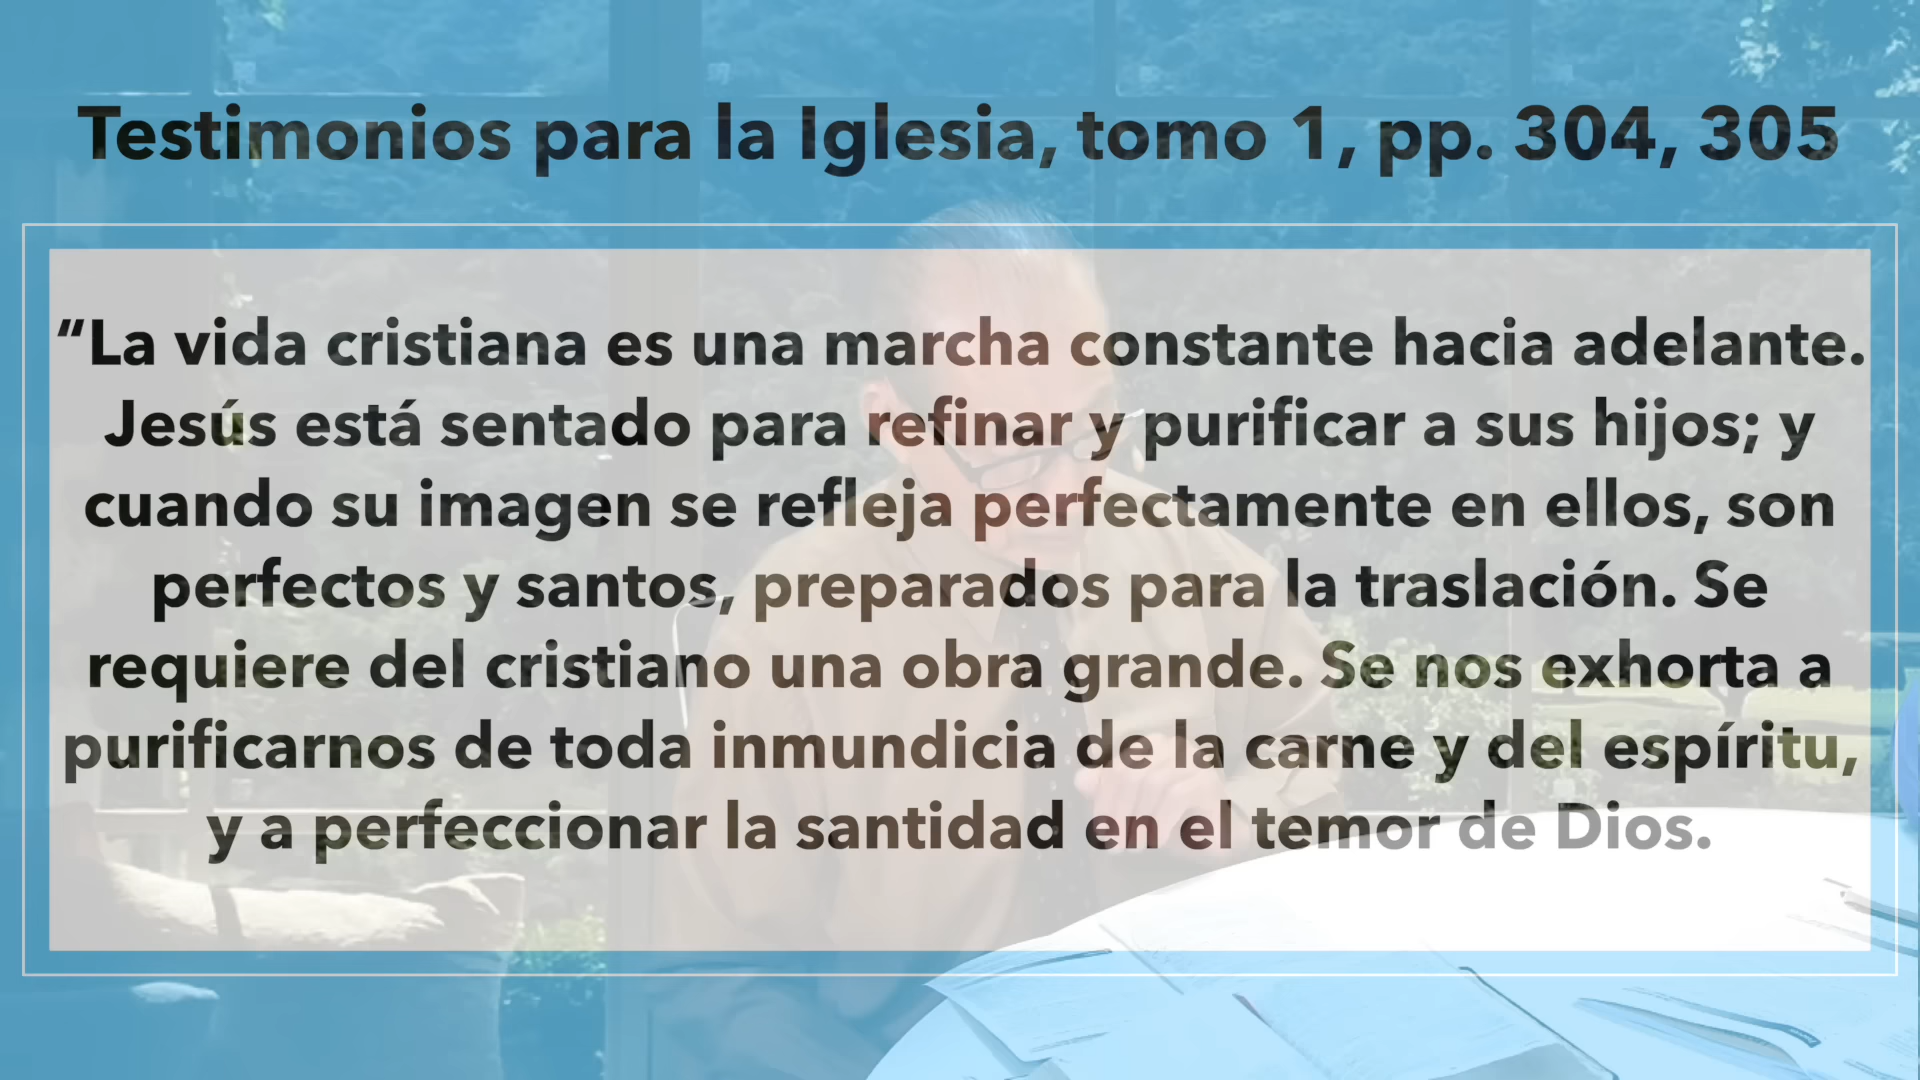 Testimonios para la Iglesia, tomo 1, pp. 304, 305
“La vida cristiana es una marcha constante hacia adelante.
Jesús está sentado para refinar y purificar a sus hijos; y
cuando su imagen se refleja perfectamente en ellos, son
perfectos y santos, preparados para la traslación. Se
requiere del cristiano una obra grande. Se nos exhorta a
purificarnos de toda inmundicia de la carne y del espíritu,
y a perfeccionar la santidad en el temor de Dios.